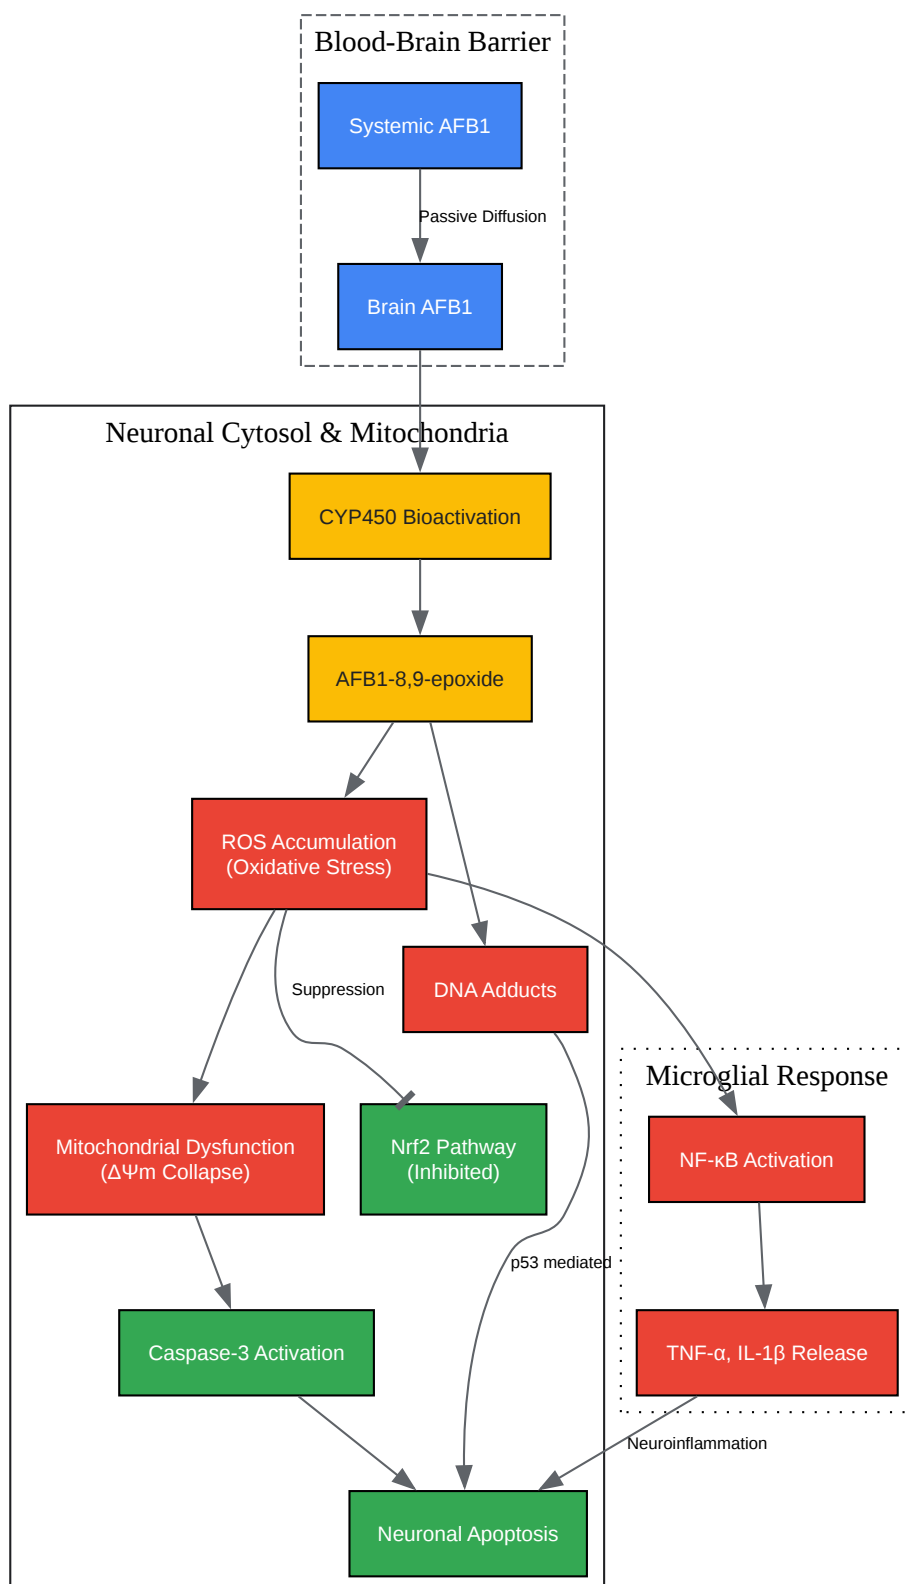 Blood-Brain Barrier
Systemic AFB1
Passive Diffusion
Brain AFB1
Neuronal Cytosol & Mitochondria
CYP450 Bioactivation
AFB1-8,9-epoxide
ROS Accumulation
(Oxidative Stress)
Suppression
DNA Adducts
Microglial Response
Mitochondrial Dysfunction
(ΔΨm Collapse)
Nrf2 Pathway
(Inhibited)
NF-κB Activation
p53 mediated
Caspase-3 Activation
TNF-α, IL-1β Release
Neuroinflammation
Neuronal Apoptosis